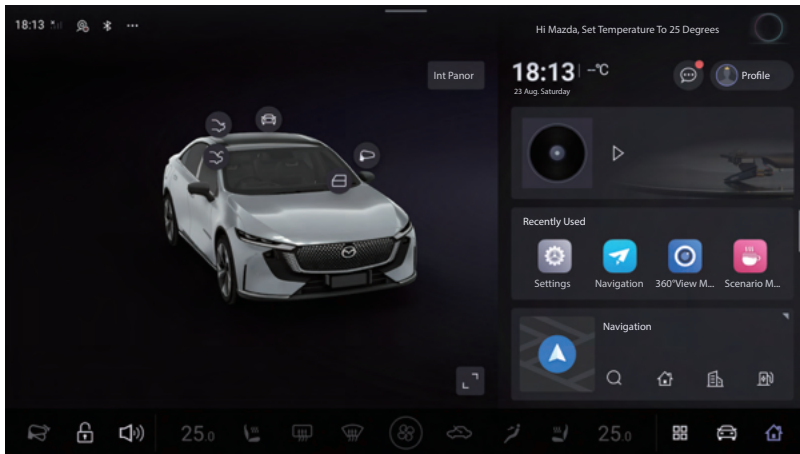 18:13
Hi Mazda, Set Temperature To 25 Degrees
Int Panor
18:13 --°C
23 Aug. Saturday
Profile
Recently Used
Settings
Navigation
360°View M...
Scenario M...
Navigation
25.0
25.0